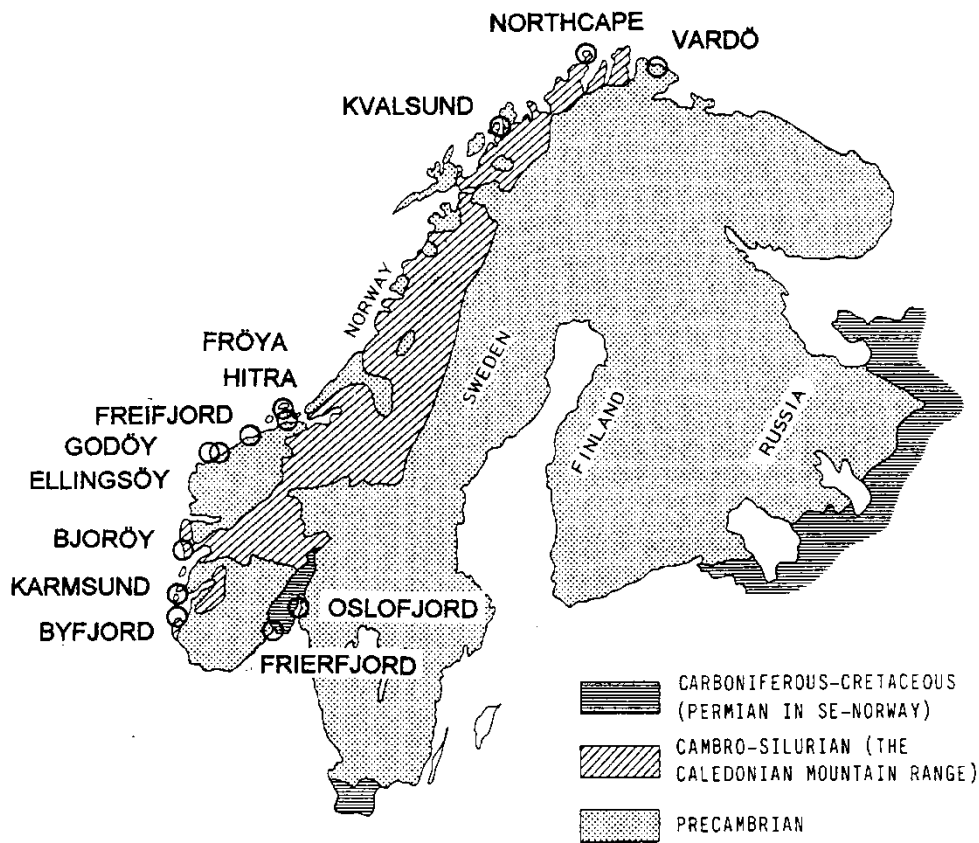 NORTHCAPE
VARDÖ
KVALSUND
NORWAY
FRÖYA
HITRA
FREIFJORD
GODÖY
ELLINGSÖY
SWEDEN
FINLAND
RUSSIA
BJORÖY
KARMSUND
BYFJORD
OSLOFJORD
FRIERFJORD
CARBONIFEROUS-CRETACEOUS
(PERMIAN IN SE-NORWAY)
CAMBRO-SILURIAN (THE
CALEDONIAN MOUNTAIN RANGE)
PRECAMBRIAN